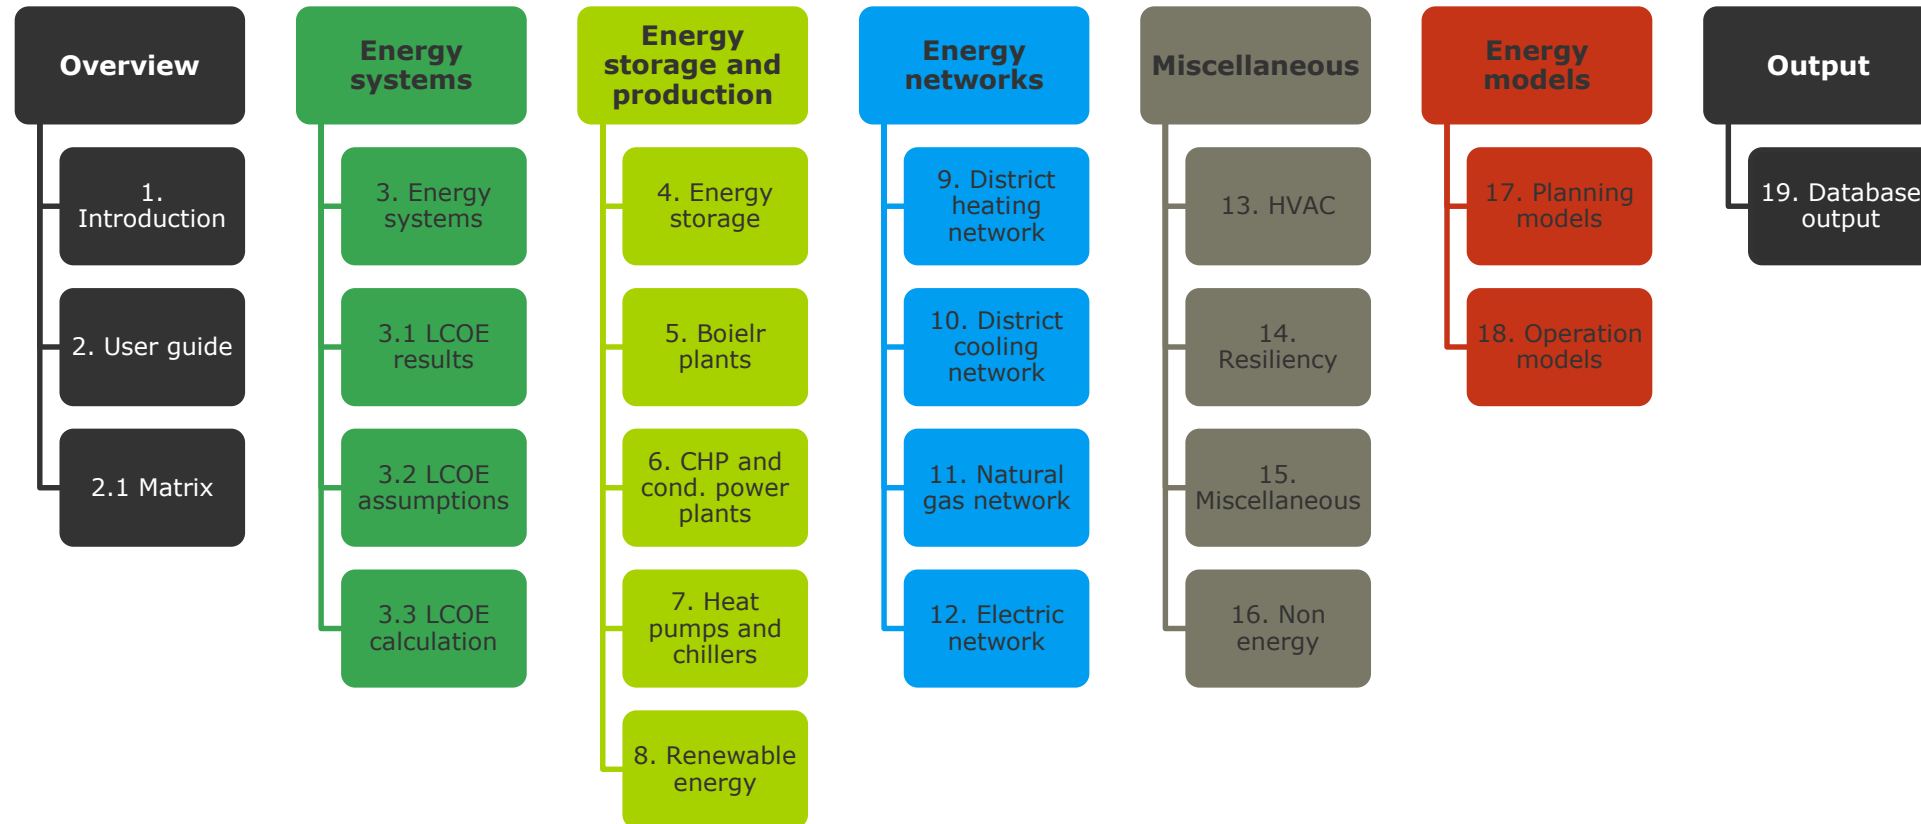 Overview
1.
Introduction
2. User guide
2.1 Matrix
Energy
systems
3. Energy
systems
3.1 LCOE
results
3.2 LCOE
assumptions
3.3 LCOE
calculation
Energy
storage and
production
4. Energy
storage
5. Boielr
plants
6. CHP and
cond. power
plants
7. Heat
pumps and
chillers
8. Renewable
energy
Energy
networks
9. District
heating
network
10. District
cooling
network
11. Natural
gas network
12. Electric
network
Miscellaneous
13. HVAC
14.
Resiliency
15.
Miscellaneous
16. Non
energy
Energy
models
17. Planning
models
18. Operation
models
Output
19. Database
output